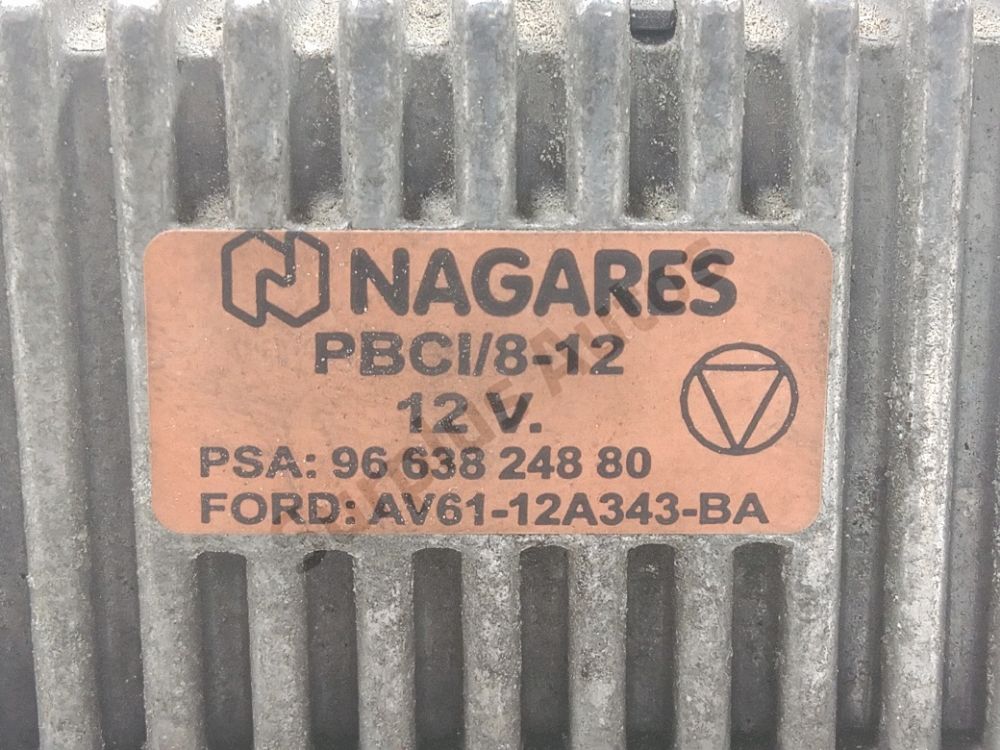 NAGARES
PBCI/8-12
12 V.
PSA: 96 638 248 80
FORD: AV61-12A343-BA